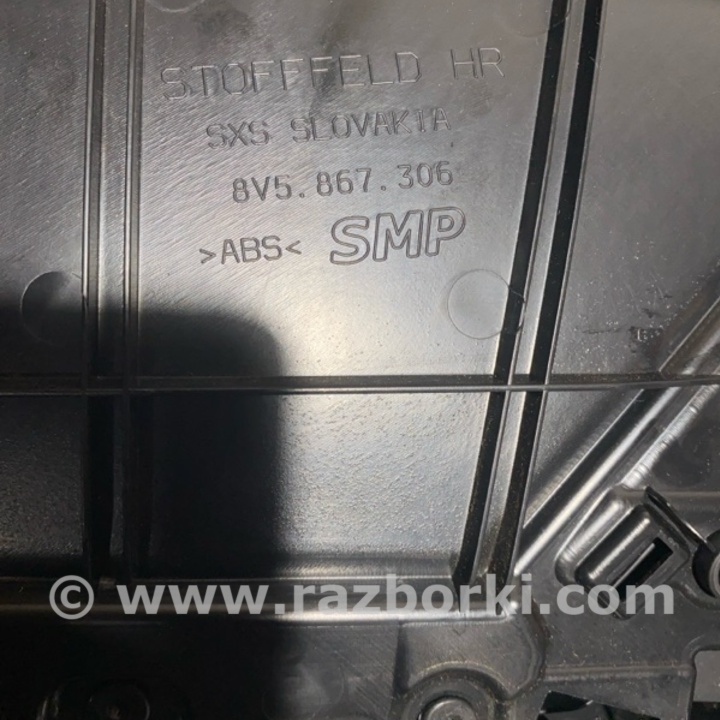 STOFFFELD HR
SXS SLOVAKIA
8V5.867.306
>ABS< SMP
© www.razborki.com